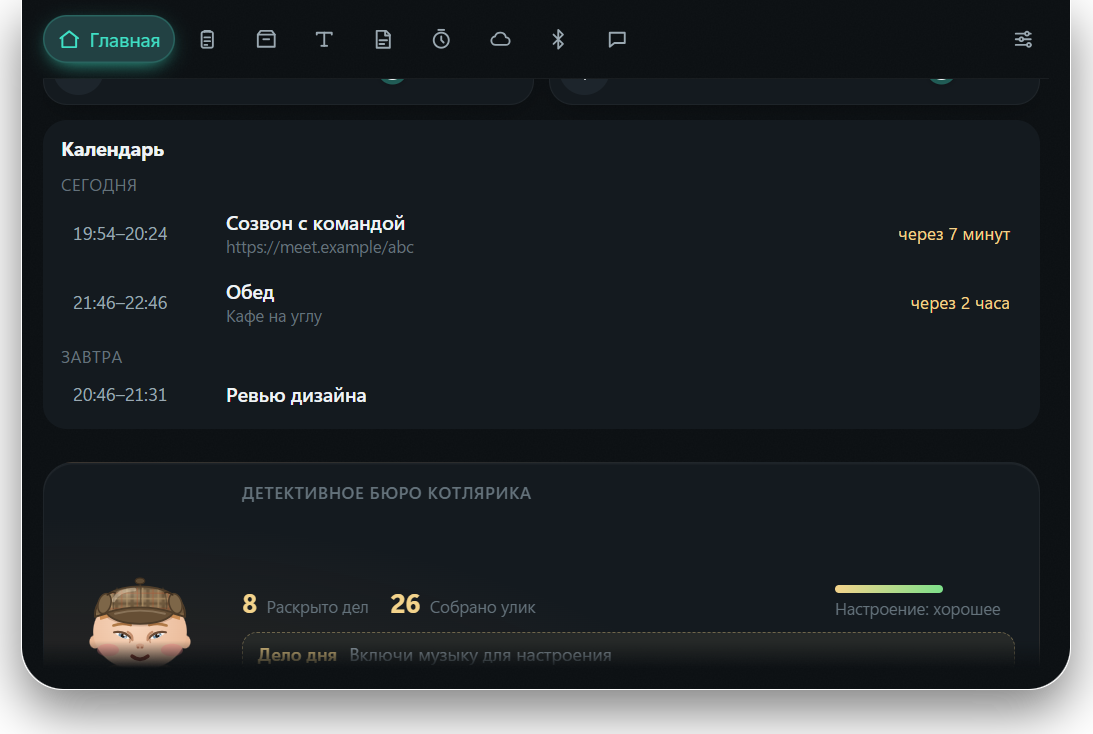 Главная
Календарь
СЕГОДНЯ
19:54–20:24
Созвон с командой
https://meet.example/abc
через 7 минут
21:46–22:46
Обед
Кафе на углу
через 2 часа
ЗАВТРА
20:46–21:31
Ревью дизайна
ДЕТЕКТИВНОЕ БЮРО КОТЛЯРИКА
8 Раскрыто дел 26 Собрано улик
Настроение: хорошее
Дело дня Включи музыку для настроения